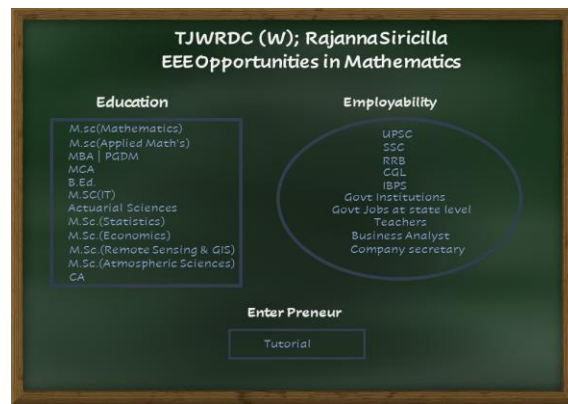 TJWRDC (W); Rajanna Siricilla
EEE Opportunities in Mathematics
Education
M.sc(Mathematics)
M.sc(Applied Math's)
MBA | PGDM
MCA
B.Ed.
M.SC(IT)
Actuarial Sciences
M.Sc.(Statistics)
M.Sc.(Economics)
M.Sc.(Remote Sensing & GIS)
M.Sc.(Atmospheric Sciences)
CA
Employability
UPSC
SSC
RRB
CGL
IBPS
Govt Institutions
Govt Jobs at state level
Teachers
Business Analyst
Company secretary
Enter Preneur
Tutorial